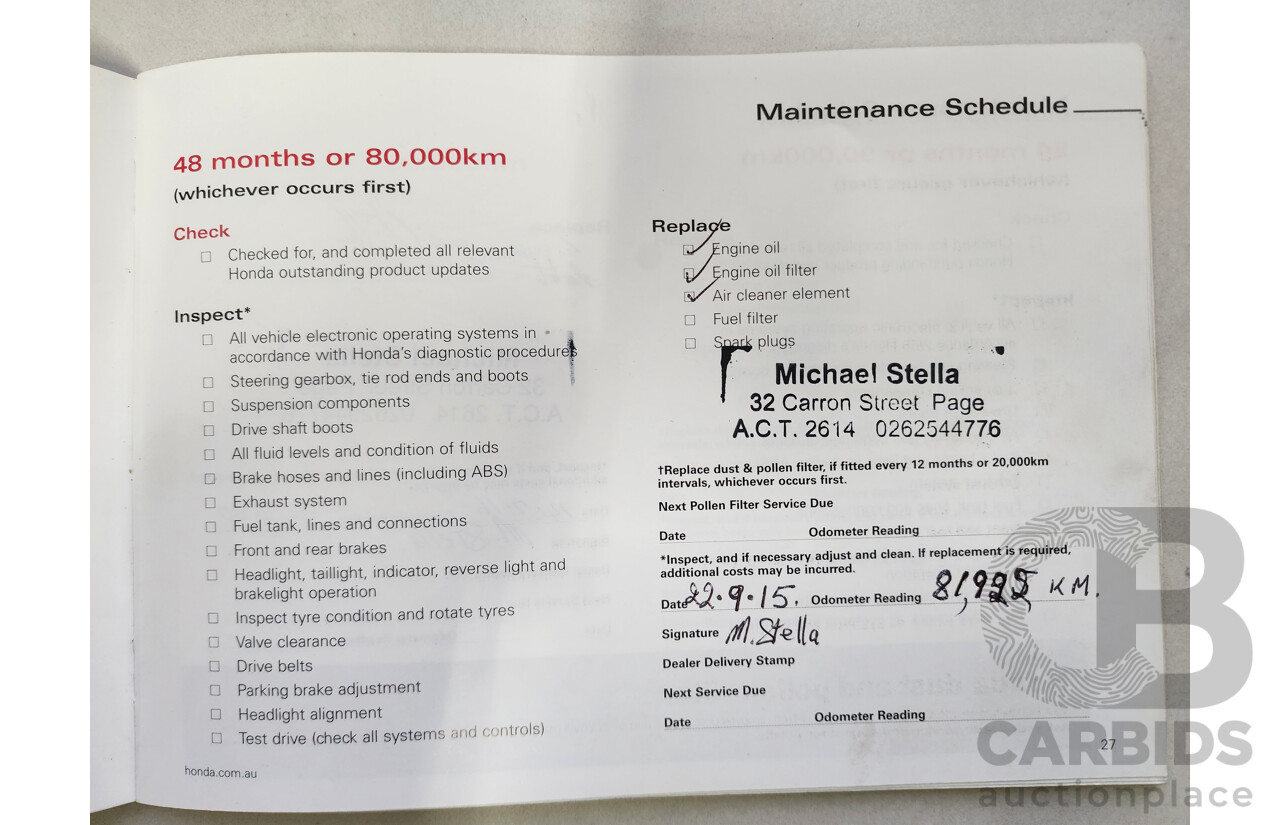 Maintenance Schedule
48 months or 80,000km
(whichever occurs first)
Check
Checked for, and completed all relevant
Honda outstanding product updates
Inspect*
All vehicle electronic operating systems in
accordance with Honda's diagnostic procedures
Steering gearbox, tie rod ends and boots
Suspension components
Drive shaft boots
All fluid levels and condition of fluids
Brake hoses and lines (including ABS)
Exhaust system
Fuel tank, lines and connections
Front and rear brakes
Headlight, taillight, indicator, reverse light and
brakelight operation
Inspect tyre condition and rotate tyres
Valve clearance
Drive belts
Parking brake adjustment
Headlight alignment
Test drive (check all systems and controls)
honda.com.au
Replace
Engine oil
Engine oil filter
Air cleaner element
Fuel filter
Spark plugs
Michael Stella
32 Carron Street Page
A.C.T. 2614 0262544776
†Replace dust & pollen filter, if fitted every 12 months or 20,000km
intervals, whichever occurs first.
Next Pollen Filter Service Due
Date Odometer Reading
*Inspect, and if necessary adjust and clean. If replacement is required,
additional costs may be incurred.
Date 22.9.15. Odometer Reading KM.
Signature M.Stella
Dealer Delivery Stamp
Next Service Due
Date Odometer Reading
27
CARBIDS
auctionplace